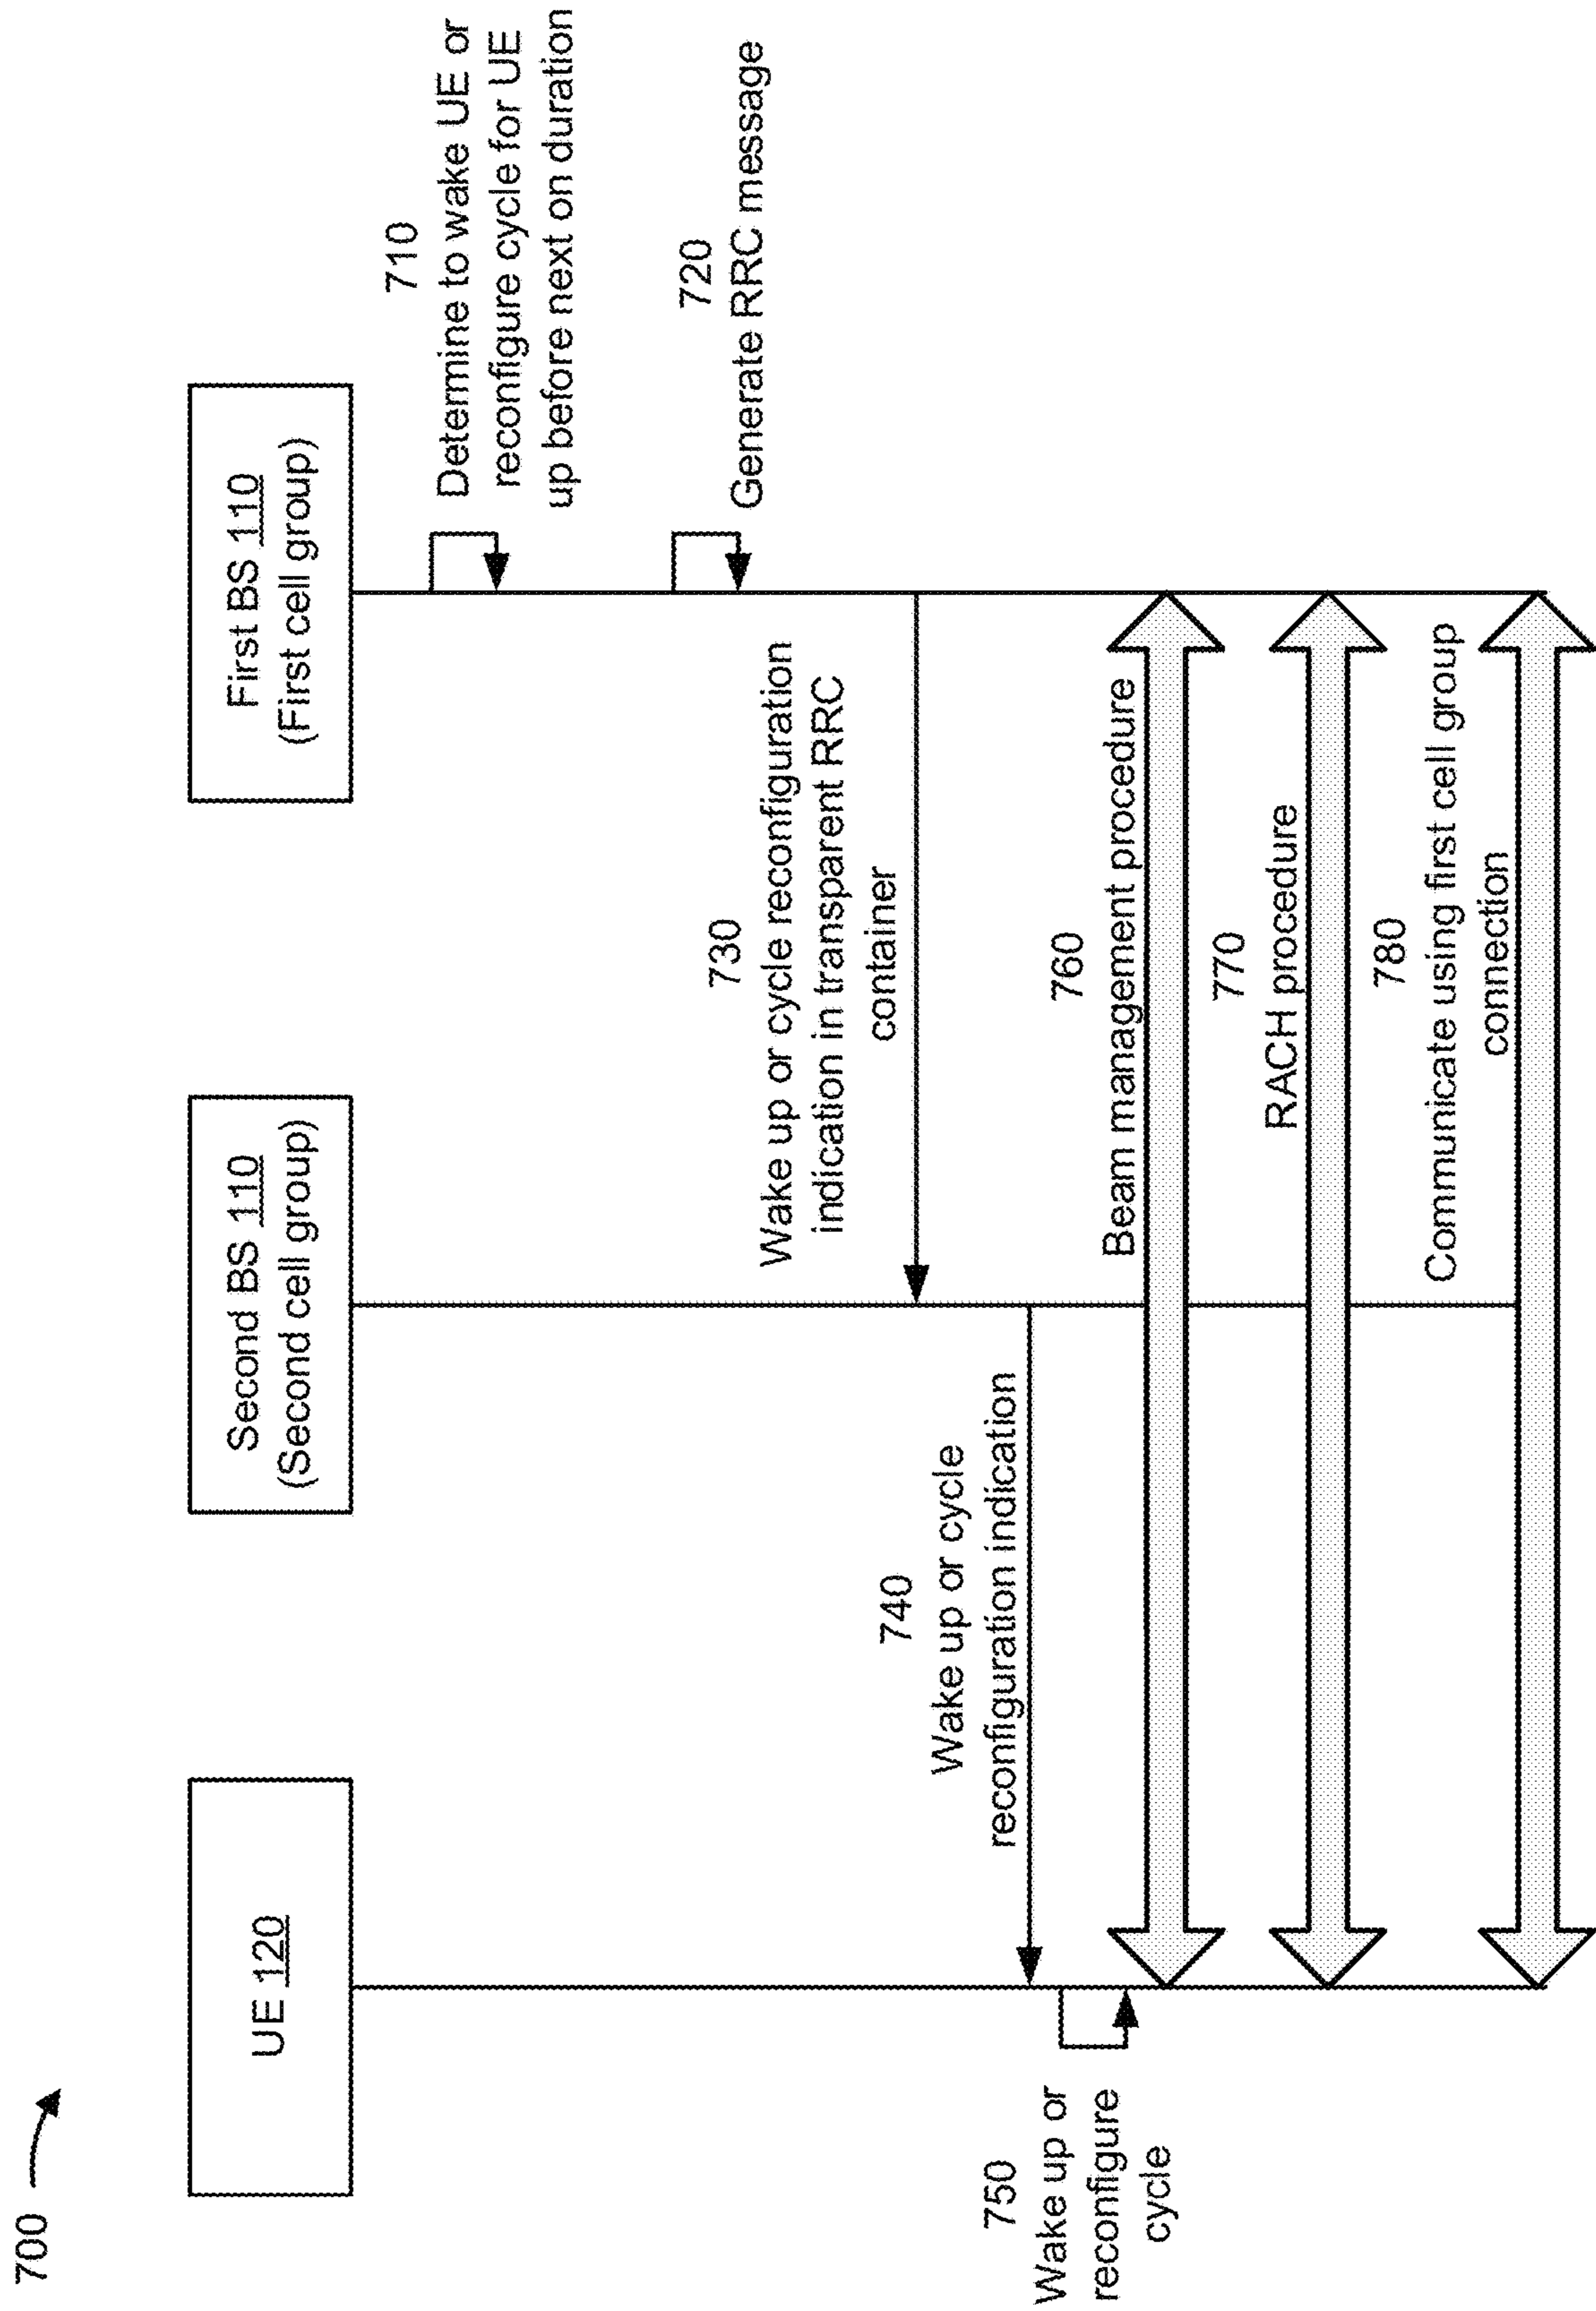 700
UE 120
Second BS 110
(Second cell group)
First BS 110
(First cell group)
710
Determine to wake UE or
reconfigure cycle for UE
up before next on duration
720
Generate RRC message
730
Wake up or cycle reconfiguration
indication in transparent RRC
container
740
Wake up or cycle
reconfiguration indication
750
Wake up or
reconfigure
cycle
760
Beam management procedure
770
RACH procedure
780
Communicate using first cell group
connection